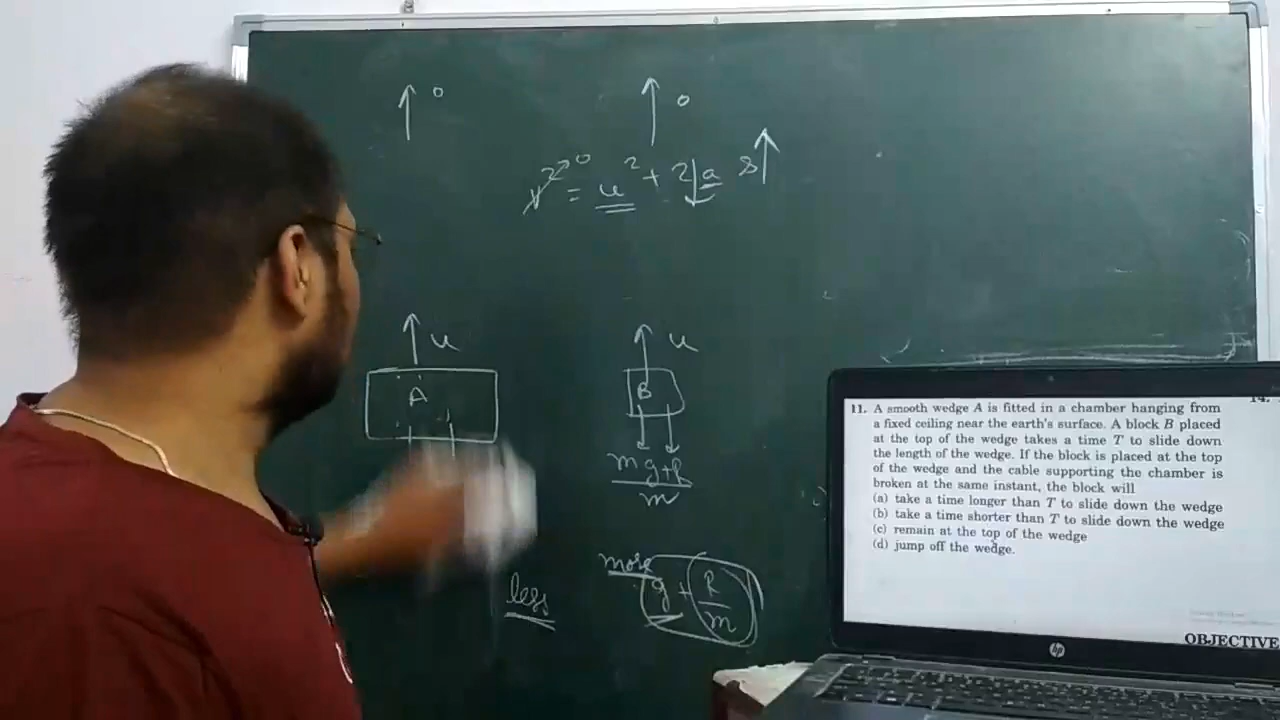 0
0
v² → 0 = u² + 2 a s
u
u
A
B
mg+R
m
less
more
g + R
m
14.
11. A smooth wedge A is fitted in a chamber hanging from
a fixed ceiling near the earth's surface. A block B placed
at the top of the wedge takes a time T to slide down
the length of the wedge. If the block is placed at the top
of the wedge and the cable supporting the chamber is
broken at the same instant, the block will
(a) take a time longer than T to slide down the wedge
(b) take a time shorter than T to slide down the wedge
(c) remain at the top of the wedge
(d) jump off the wedge.
OBJECTIVE
hp